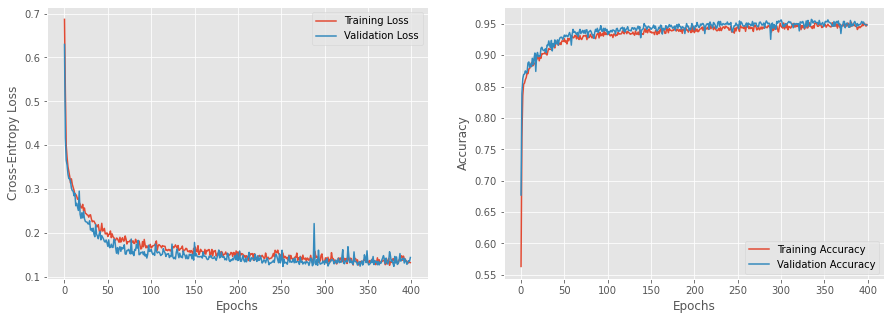 0.7
0.6
0.5
0.4
0.3
0.2
0.1
Cross-Entropy Loss
Training Loss
Validation Loss
0 50 100 150 200 250 300 350 400
Epochs
0.95
0.90
0.85
0.80
0.75
0.70
0.65
0.60
0.55
Accuracy
Training Accuracy
Validation Accuracy
0 50 100 150 200 250 300 350 400
Epochs